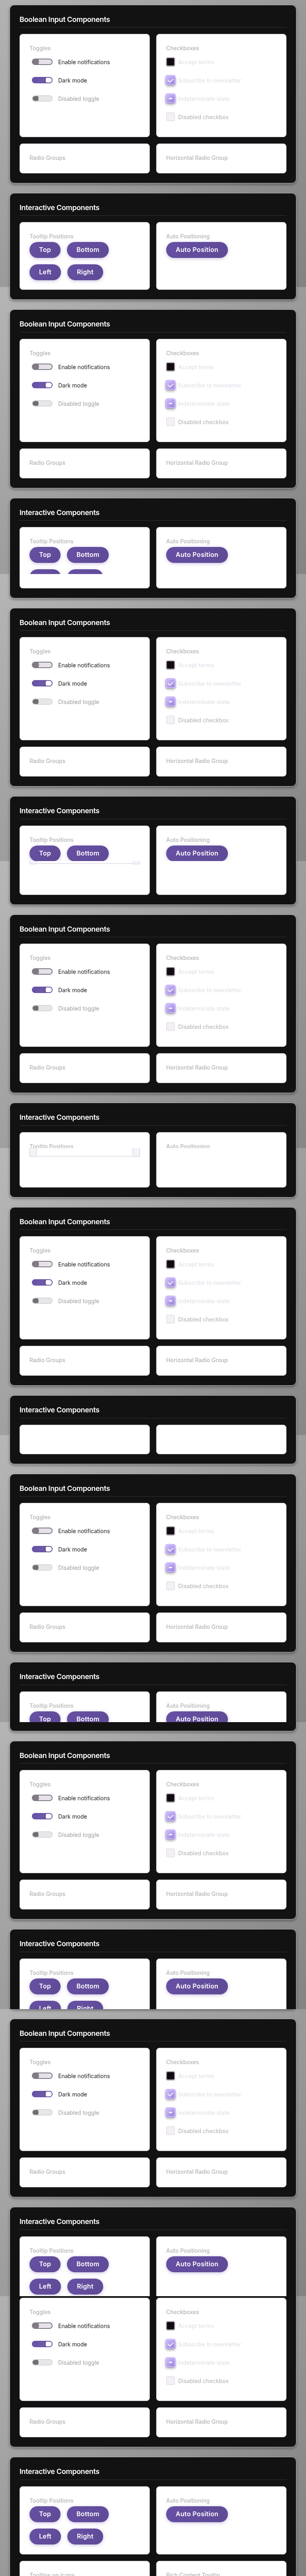 Boolean Input Components
Toggles
Enable notifications
Dark mode
Disabled toggle
Checkboxes
Accept terms
Subscribe to newsletter
Indeterminate state
Disabled checkbox
Radio Groups
Horizontal Radio Group
Interactive Components
Tooltip Positions
Top
Bottom
Left
Right
Auto Positioning
Auto Position
Boolean Input Components
Toggles
Enable notifications
Dark mode
Disabled toggle
Checkboxes
Accept terms
Subscribe to newsletter
Indeterminate state
Disabled checkbox
Radio Groups
Horizontal Radio Group
Interactive Components
Tooltip Positions
Top
Bottom
Auto Positioning
Auto Position
Boolean Input Components
Toggles
Enable notifications
Dark mode
Disabled toggle
Checkboxes
Accept terms
Subscribe to newsletter
Indeterminate state
Disabled checkbox
Radio Groups
Horizontal Radio Group
Interactive Components
Tooltip Positions
Top
Bottom
Auto Positioning
Auto Position
Boolean Input Components
Toggles
Enable notifications
Dark mode
Disabled toggle
Checkboxes
Accept terms
Subscribe to newsletter
Indeterminate state
Disabled checkbox
Radio Groups
Horizontal Radio Group
Interactive Components
Tooltip Positions
Auto Positioning
Boolean Input Components
Toggles
Enable notifications
Dark mode
Disabled toggle
Checkboxes
Accept terms
Subscribe to newsletter
Indeterminate state
Disabled checkbox
Radio Groups
Horizontal Radio Group
Interactive Components
Boolean Input Components
Toggles
Enable notifications
Dark mode
Disabled toggle
Checkboxes
Accept terms
Subscribe to newsletter
Indeterminate state
Disabled checkbox
Radio Groups
Horizontal Radio Group
Interactive Components
Tooltip Positions
Top
Bottom
Auto Positioning
Auto Position
Boolean Input Components
Toggles
Enable notifications
Dark mode
Disabled toggle
Checkboxes
Accept terms
Subscribe to newsletter
Indeterminate state
Disabled checkbox
Radio Groups
Horizontal Radio Group
Interactive Components
Tooltip Positions
Top
Bottom
Left
Right
Auto Positioning
Auto Position
Boolean Input Components
Toggles
Enable notifications
Dark mode
Disabled toggle
Checkboxes
Accept terms
Subscribe to newsletter
Indeterminate state
Disabled checkbox
Radio Groups
Horizontal Radio Group
Interactive Components
Tooltip Positions
Top
Bottom
Left
Right
Auto Positioning
Auto Position
Toggles
Enable notifications
Dark mode
Disabled toggle
Checkboxes
Accept terms
Subscribe to newsletter
Indeterminate state
Disabled checkbox
Radio Groups
Horizontal Radio Group
Interactive Components
Tooltip Positions
Top
Bottom
Left
Right
Auto Positioning
Auto Position